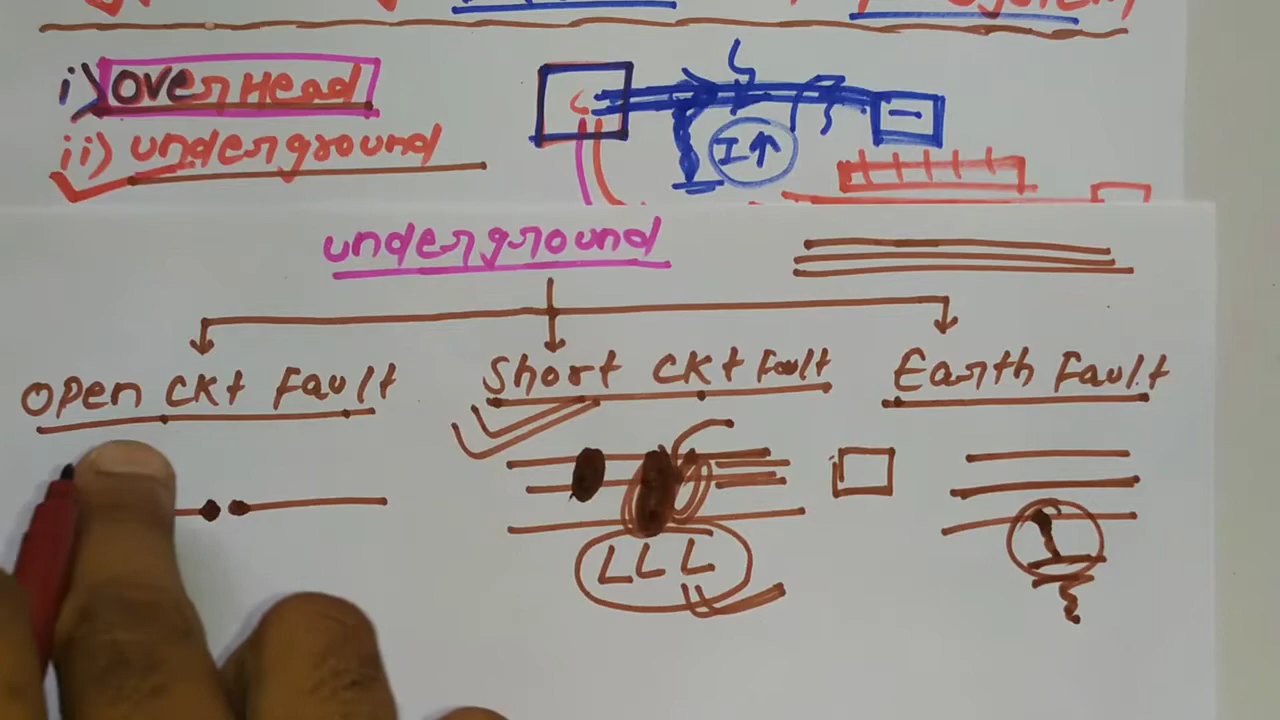 i) overHead
ii) underground
I↑
underground
open ckt Fault
short ckt Fault
Earth Fault
LLL